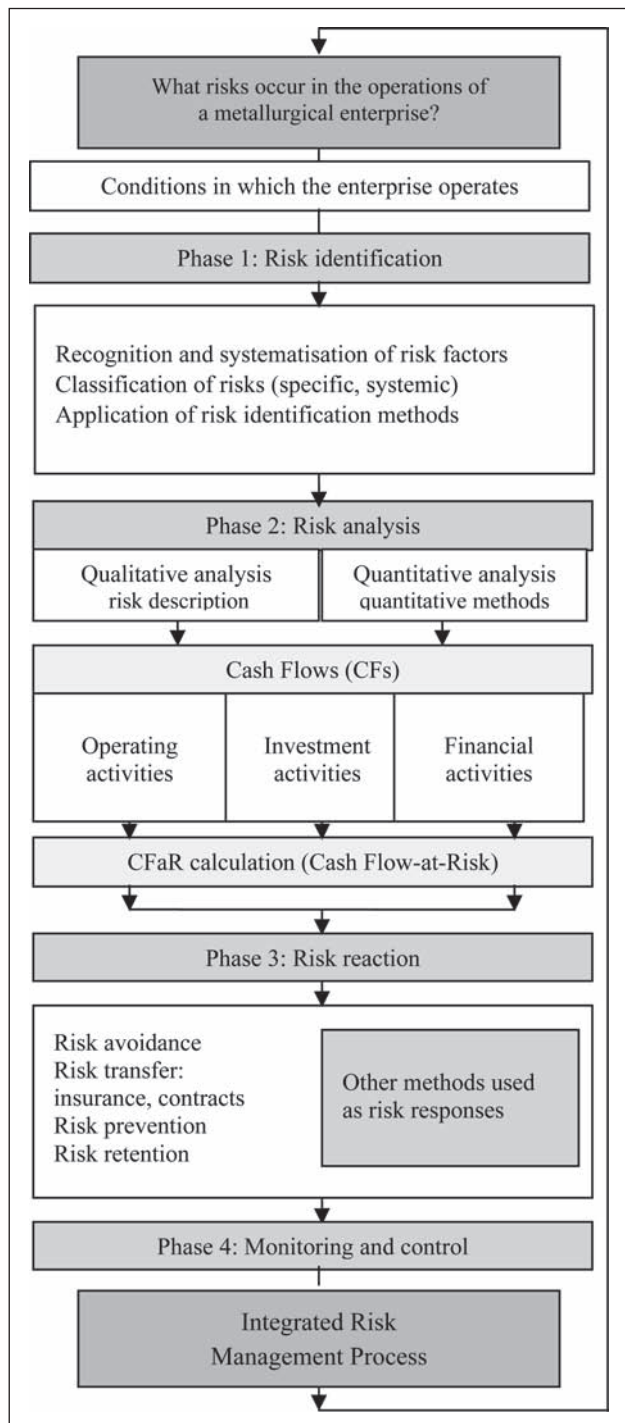 What risks occur in the operations of
a metallurgical enterprise?
Conditions in which the enterprise operates
Phase 1: Risk identification
Recognition and systematisation of risk factors
Classification of risks (specific, systemic)
Application of risk identification methods
Phase 2: Risk analysis
Qualitative analysis
risk description
Quantitative analysis
quantitative methods
Cash Flows (CFs)
Operating
activities
Investment
activities
Financial
activities
CFaR calculation (Cash Flow-at-Risk)
Phase 3: Risk reaction
Risk avoidance
Risk transfer:
insurance, contracts
Risk prevention
Risk retention
Other methods used
as risk responses
Phase 4: Monitoring and control
Integrated Risk
Management Process